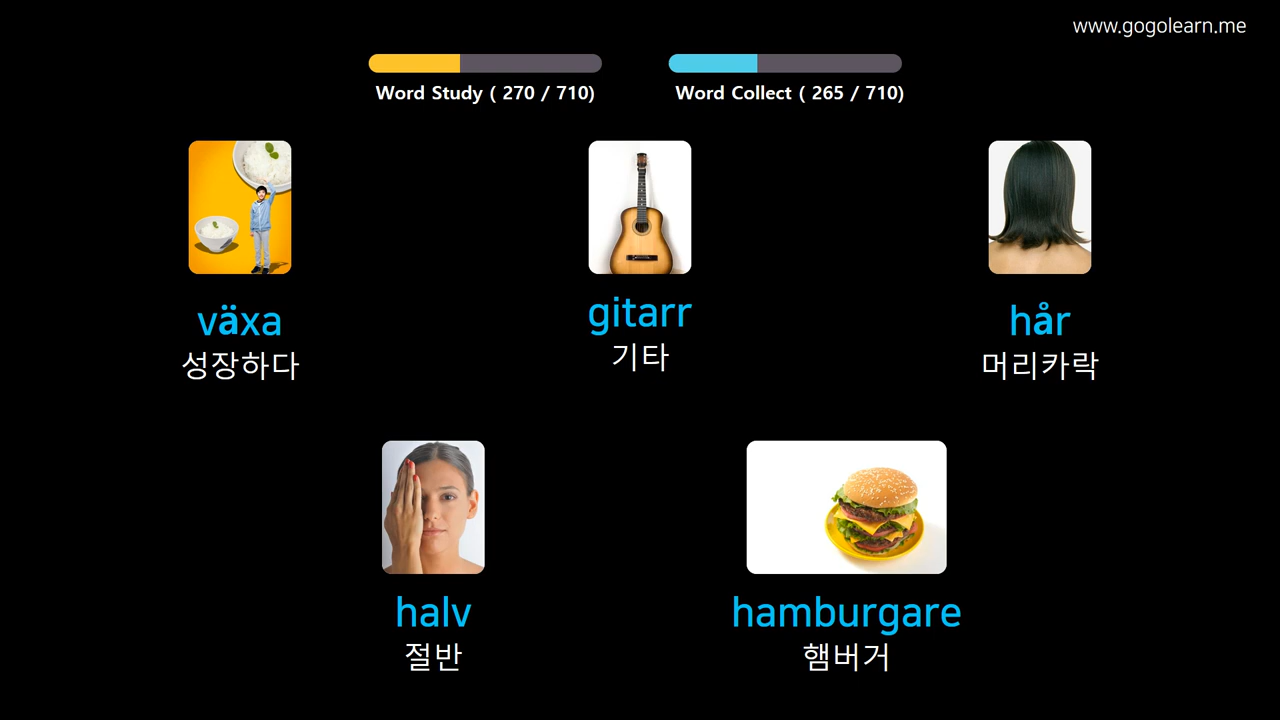 www.gogolearn.me
Word Study ( 270 / 710)
Word Collect ( 265 / 710)
växa
성장하다
gitarr
기타
hår
머리카락
halv
절반
hamburgare
햄버거